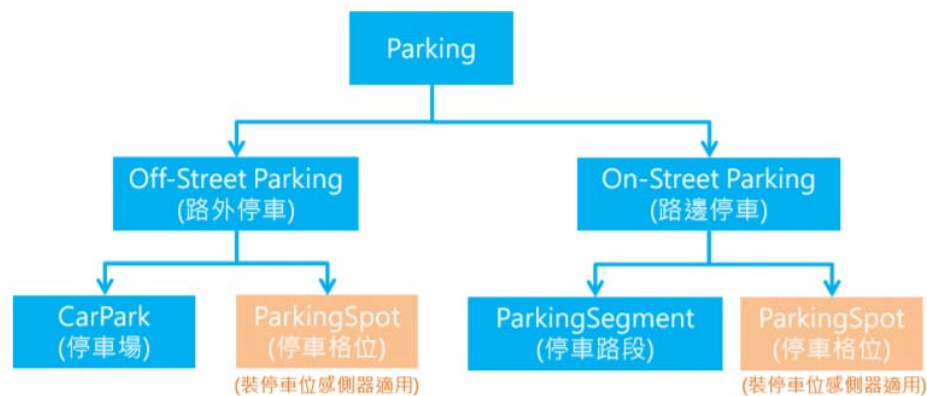 Parking
Off-Street Parking
(路外停車)
On-Street Parking
(路邊停車)
CarPark
(停車場)
ParkingSpot
(停車格位)
(裝停車位感側器適用)
ParkingSegment
(停車路段)
ParkingSpot
(停車格位)
(裝停車位感側器適用)